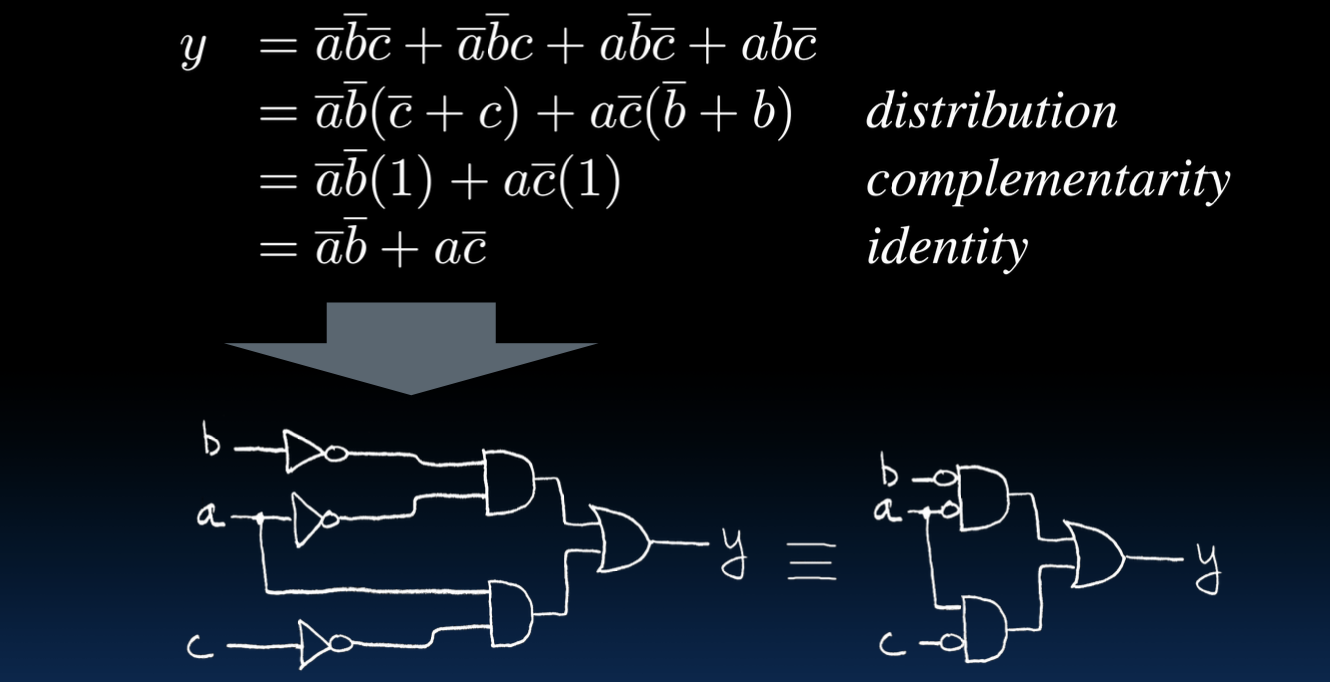 y = a̅b̅c̅ + a̅b̅c + ab̅c̅ + abc̅
= a̅b̅(c̅ + c) + ac̅(b̅ + b) distribution
= a̅b̅(1) + ac̅(1) complementarity
= a̅b̅ + ac̅ identity
b
a
c
y
≡
b
a
c
y